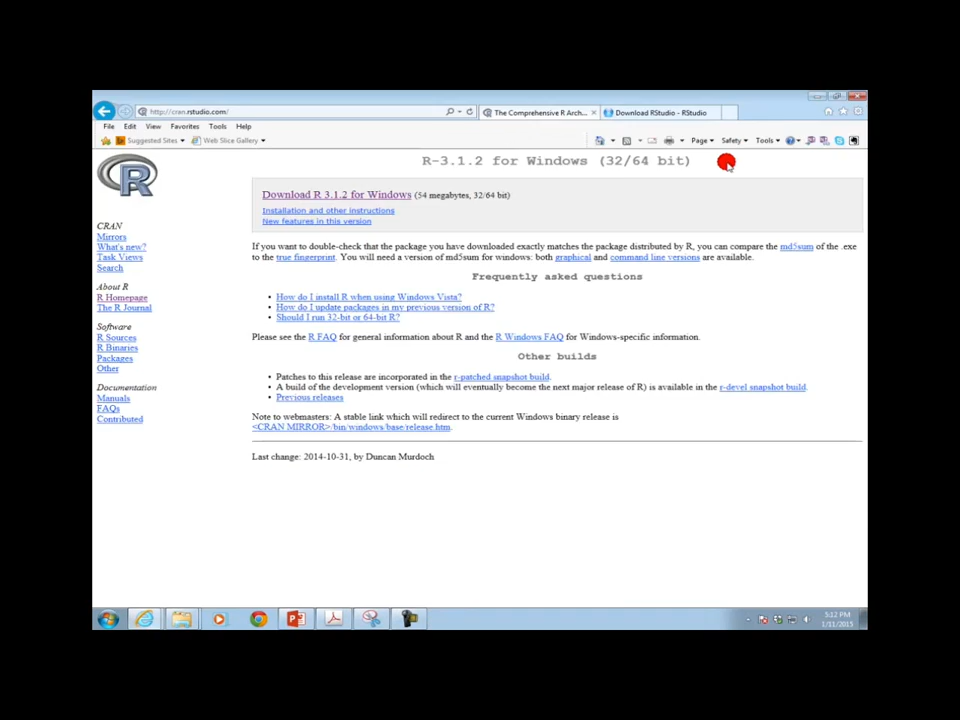 http://cran.rstudio.com/
The Comprehensive R Arch...
Download RStudio - RStudio
File Edit View Favorites Tools Help
Suggested Sites Web Slice Gallery
Page Safety Tools
R
R-3.1.2 for Windows (32/64 bit)
Download R 3.1.2 for Windows (54 megabytes, 32/64 bit)
Installation and other instructions
New features in this version
CRAN
Mirrors
What's new?
Task Views
Search
About R
R Homepage
The R Journal
Software
R Sources
R Binaries
Packages
Other
Documentation
Manuals
FAQs
Contributed
If you want to double-check that the package you have downloaded exactly matches the package distributed by R, you can compare the md5sum of the .exe
to the true fingerprint. You will need a version of md5sum for windows: both graphical and command line versions are available.
Frequently asked questions
• How do I install R when using Windows Vista?
• How do I update packages in my previous version of R?
• Should I run 32-bit or 64-bit R?
Please see the R FAQ for general information about R and the R Windows FAQ for Windows-specific information.
Other builds
• Patches to this release are incorporated in the r-patched snapshot build.
• A build of the development version (which will eventually become the next major release of R) is available in the r-devel snapshot build.
• Previous releases
Note to webmasters: A stable link which will redirect to the current Windows binary release is
<CRAN MIRROR>/bin/windows/base/release.htm.
Last change: 2014-10-31, by Duncan Murdoch
5:12 PM
1/11/2015